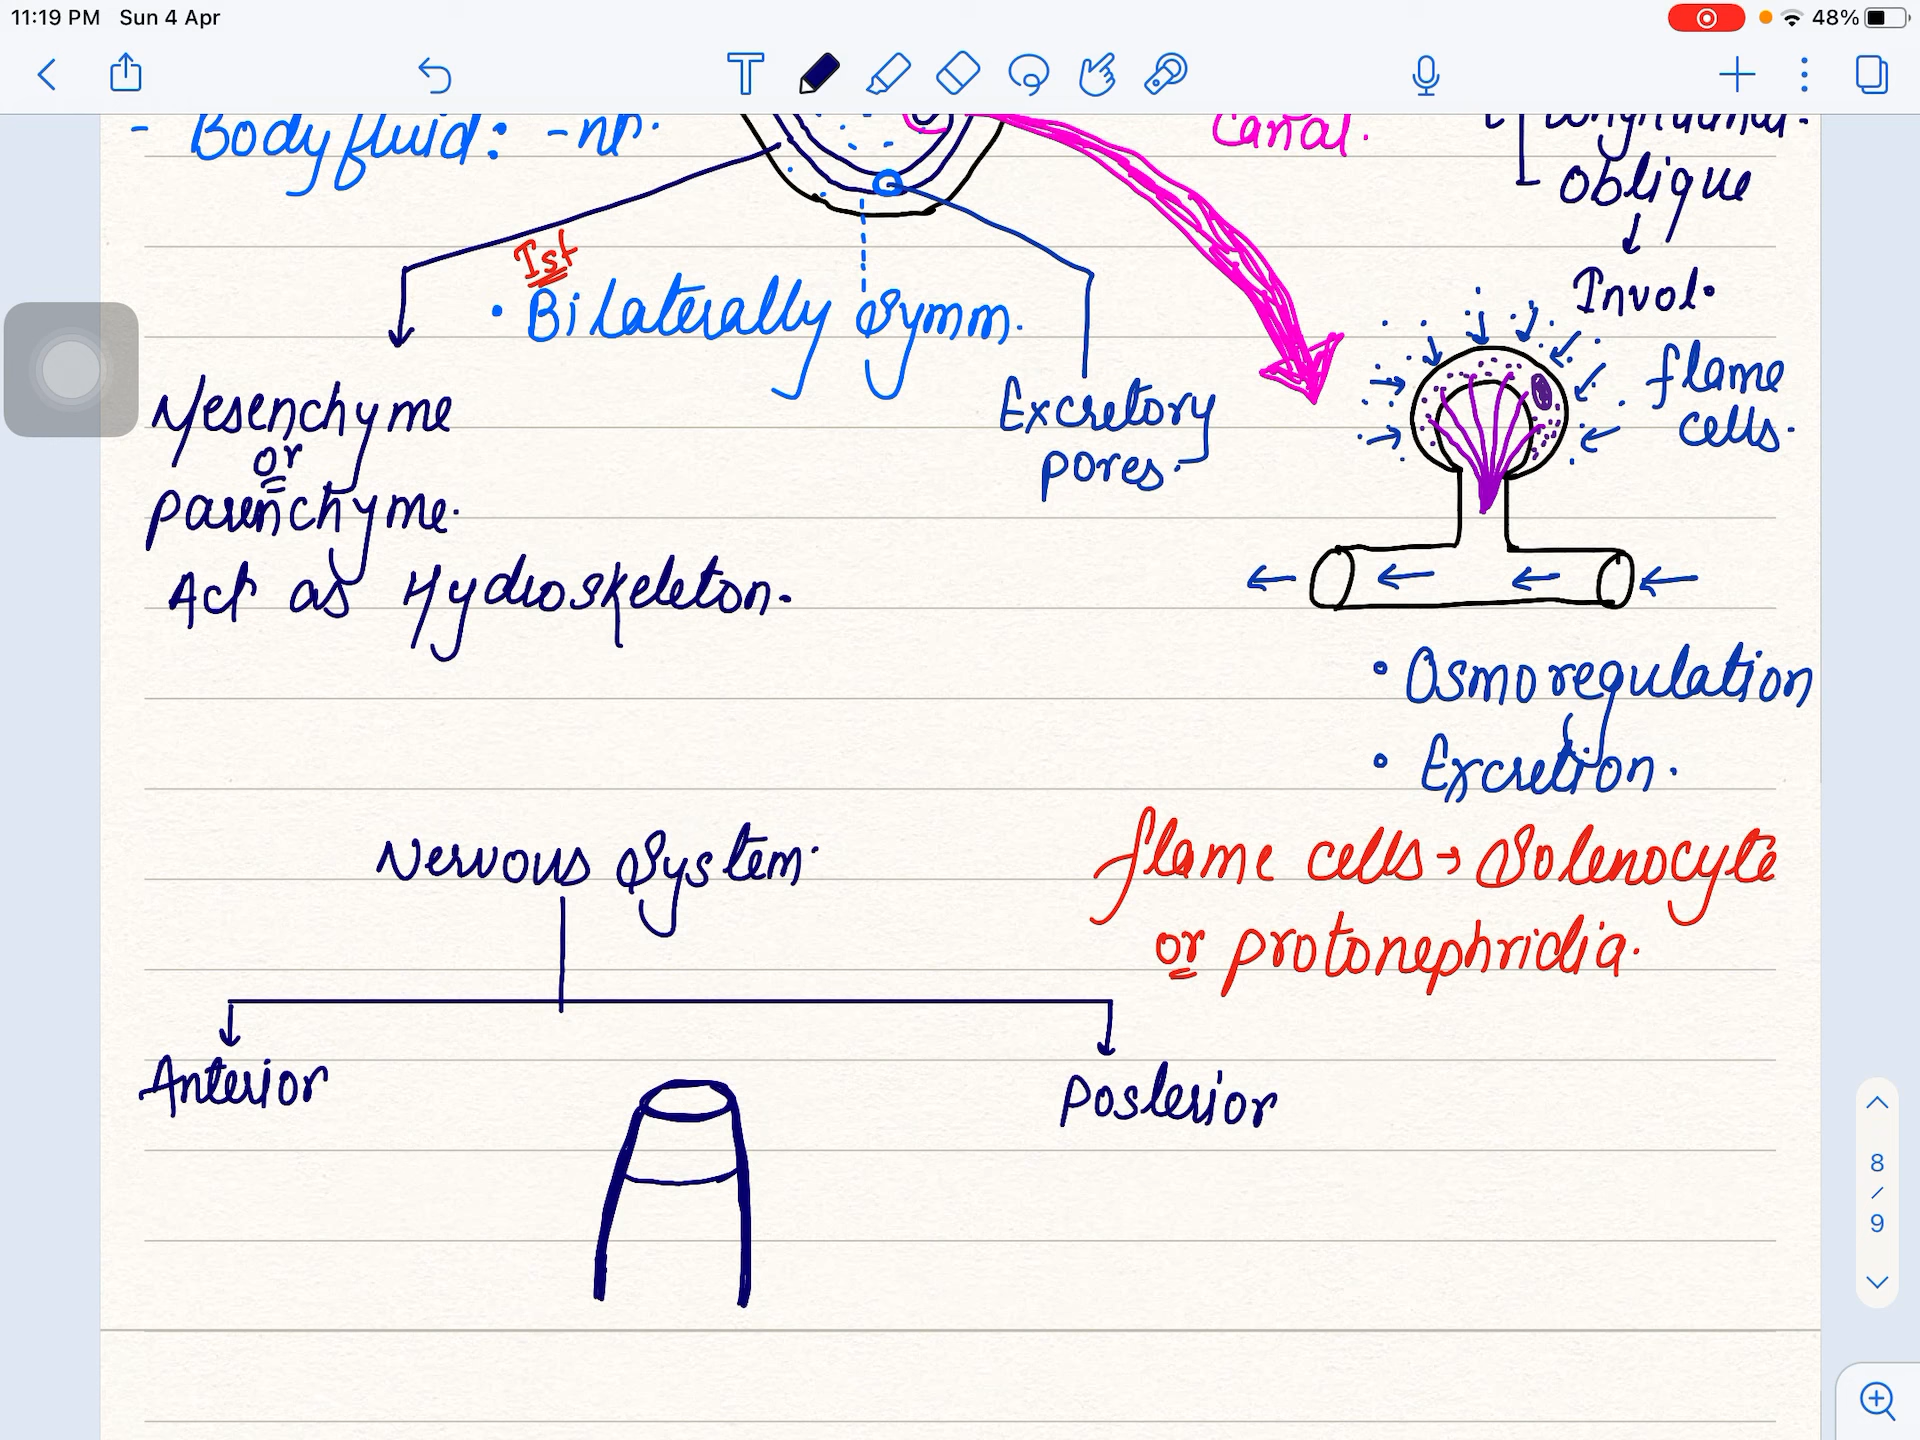 11:19 PM Sun 4 Apr
48%
- Body fluid: -nt.
Canal.
oblique
Invol.
Ist
• Bilaterally Symm.
flame
cells.
Mesenchyme
or
parenchyme.
Act as Hydroskeleton.
Excretory
pores.
• Osmoregulation
• Excretion.
Nervous System.
flame cells → Solenocyte
or protonephridia.
Anterior
Posterior
8
/
9